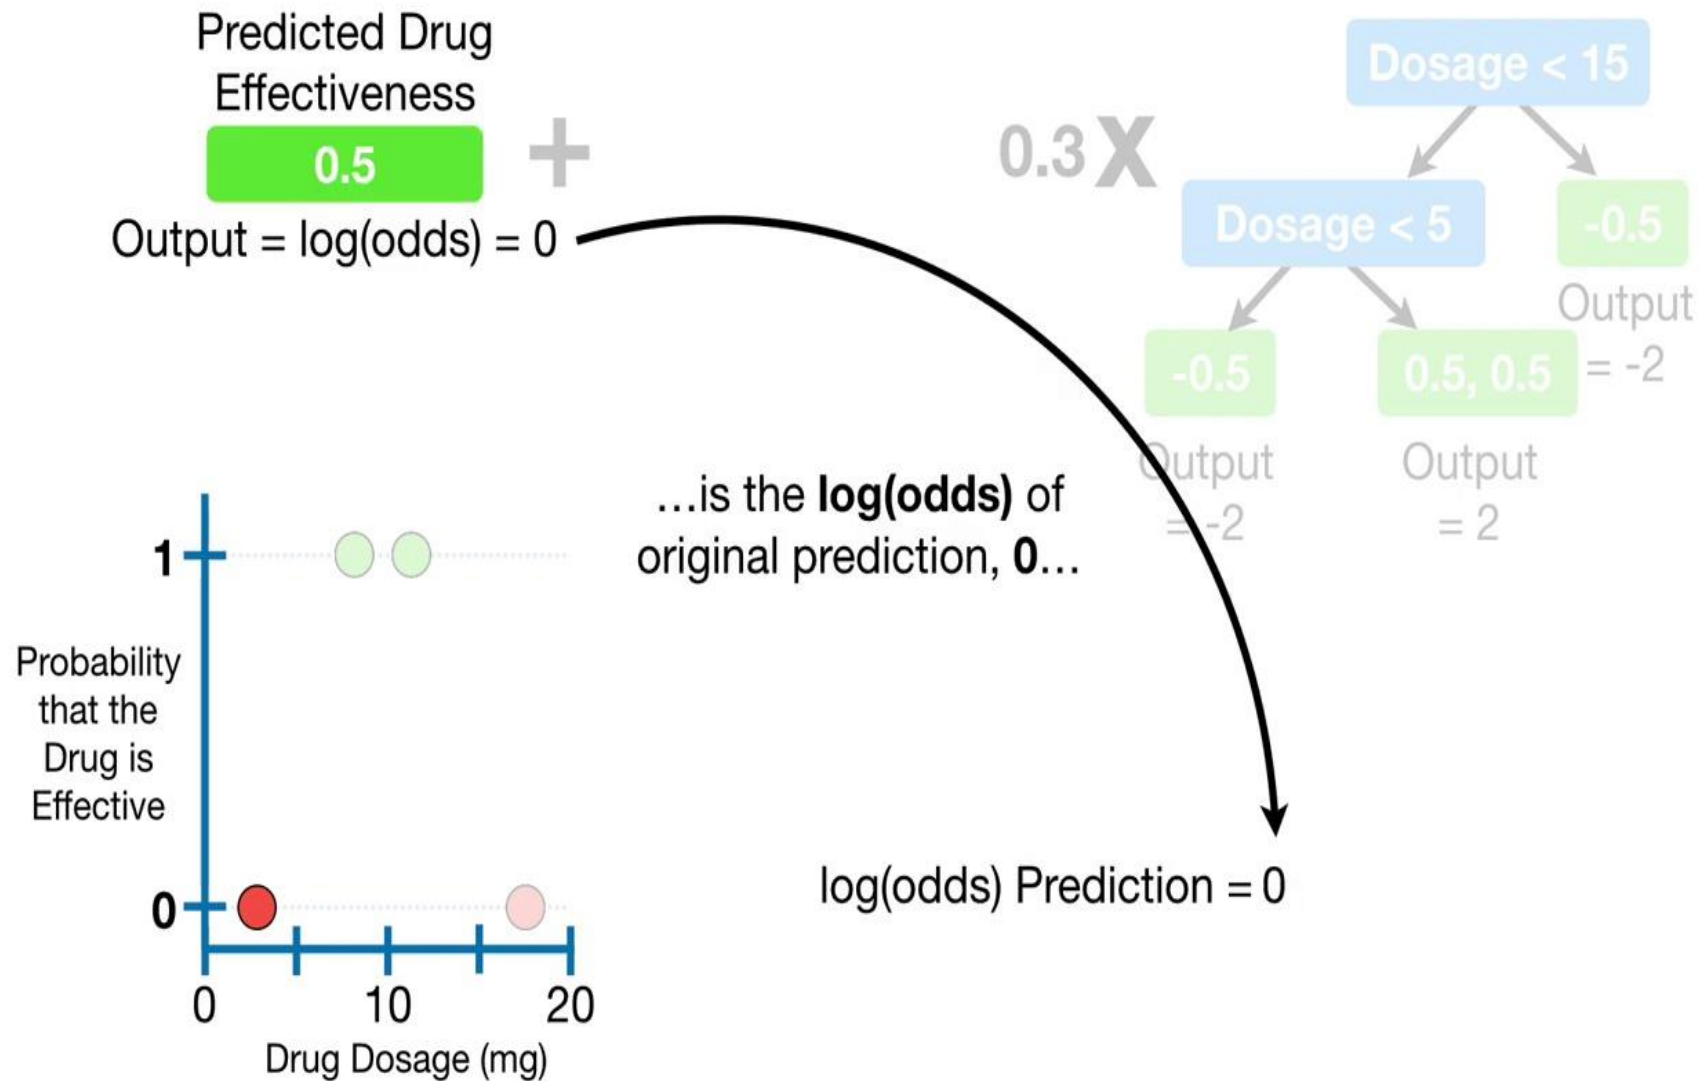 Predicted Drug
Effectiveness
0.5
+
Output = log(odds) = 0
0.3 X
Dosage < 15
Dosage < 5
-0.5
Output
= -2
-0.5
Output
= -2
0.5, 0.5
Output
= 2
…is the log(odds) of
original prediction, 0…
log(odds) Prediction = 0
Probability
that the
Drug is
Effective
1
0
0 10 20
Drug Dosage (mg)